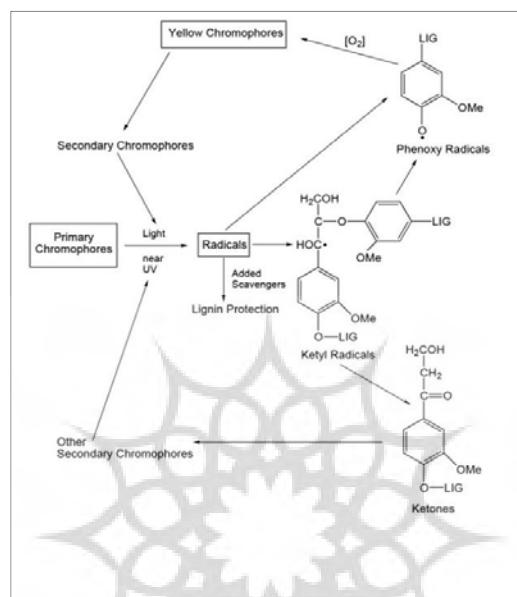 Yellow Chromophores
[O₂]
LIG
OMe
O•
Phenoxy Radicals
Secondary Chromophores
H₂COH
O
LIG
OMe
Primary
Chromophores
Light
near
UV
Radicals
HOC•
Added
Scavengers
Lignin Protection
OMe
O—LIG
Ketyl Radicals
H₂COH
CH₂
C=O
OMe
O—LIG
Ketones
Other
Secondary Chromophores